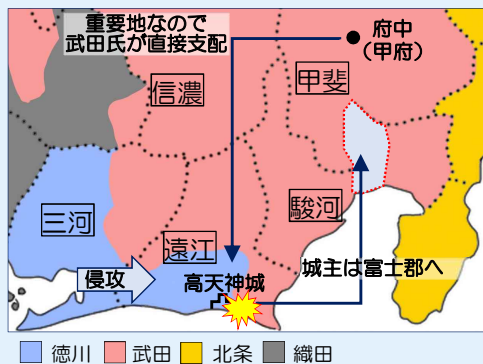 重要地なので
武田氏が直接支配
府中
（甲府）
信濃
甲斐
三河
遠江
駿河
侵攻
高天神城
城主は富士郡へ
徳川
武田
北条
織田